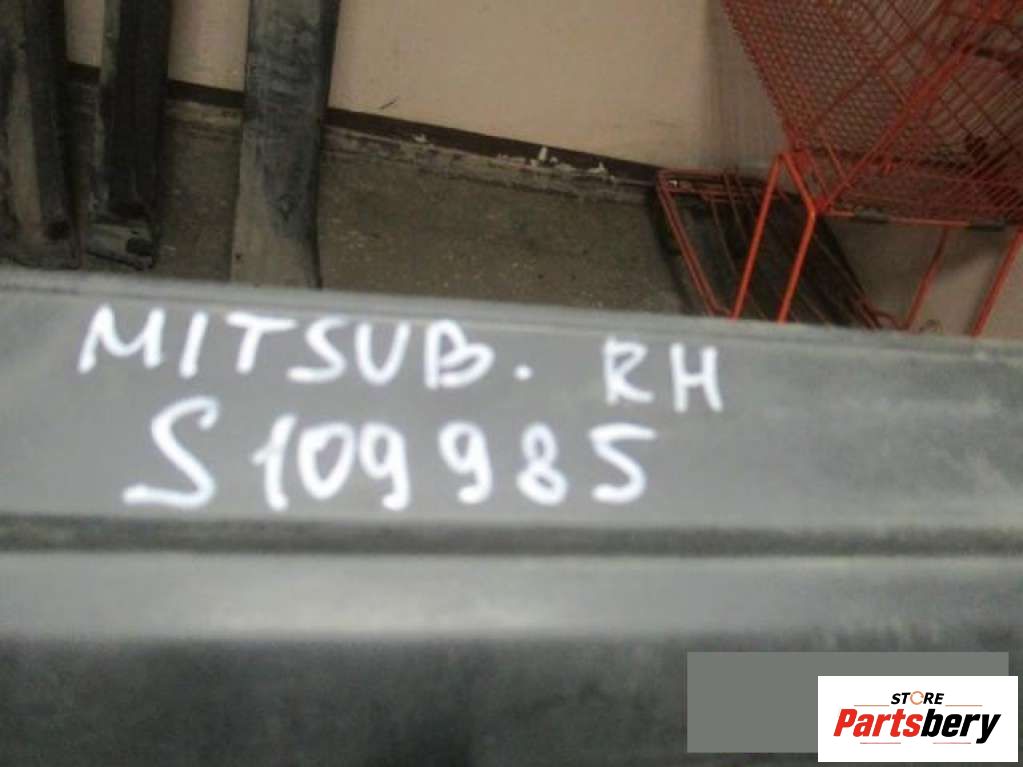 MITSUB. RH
S109985
STORE
Partsbery